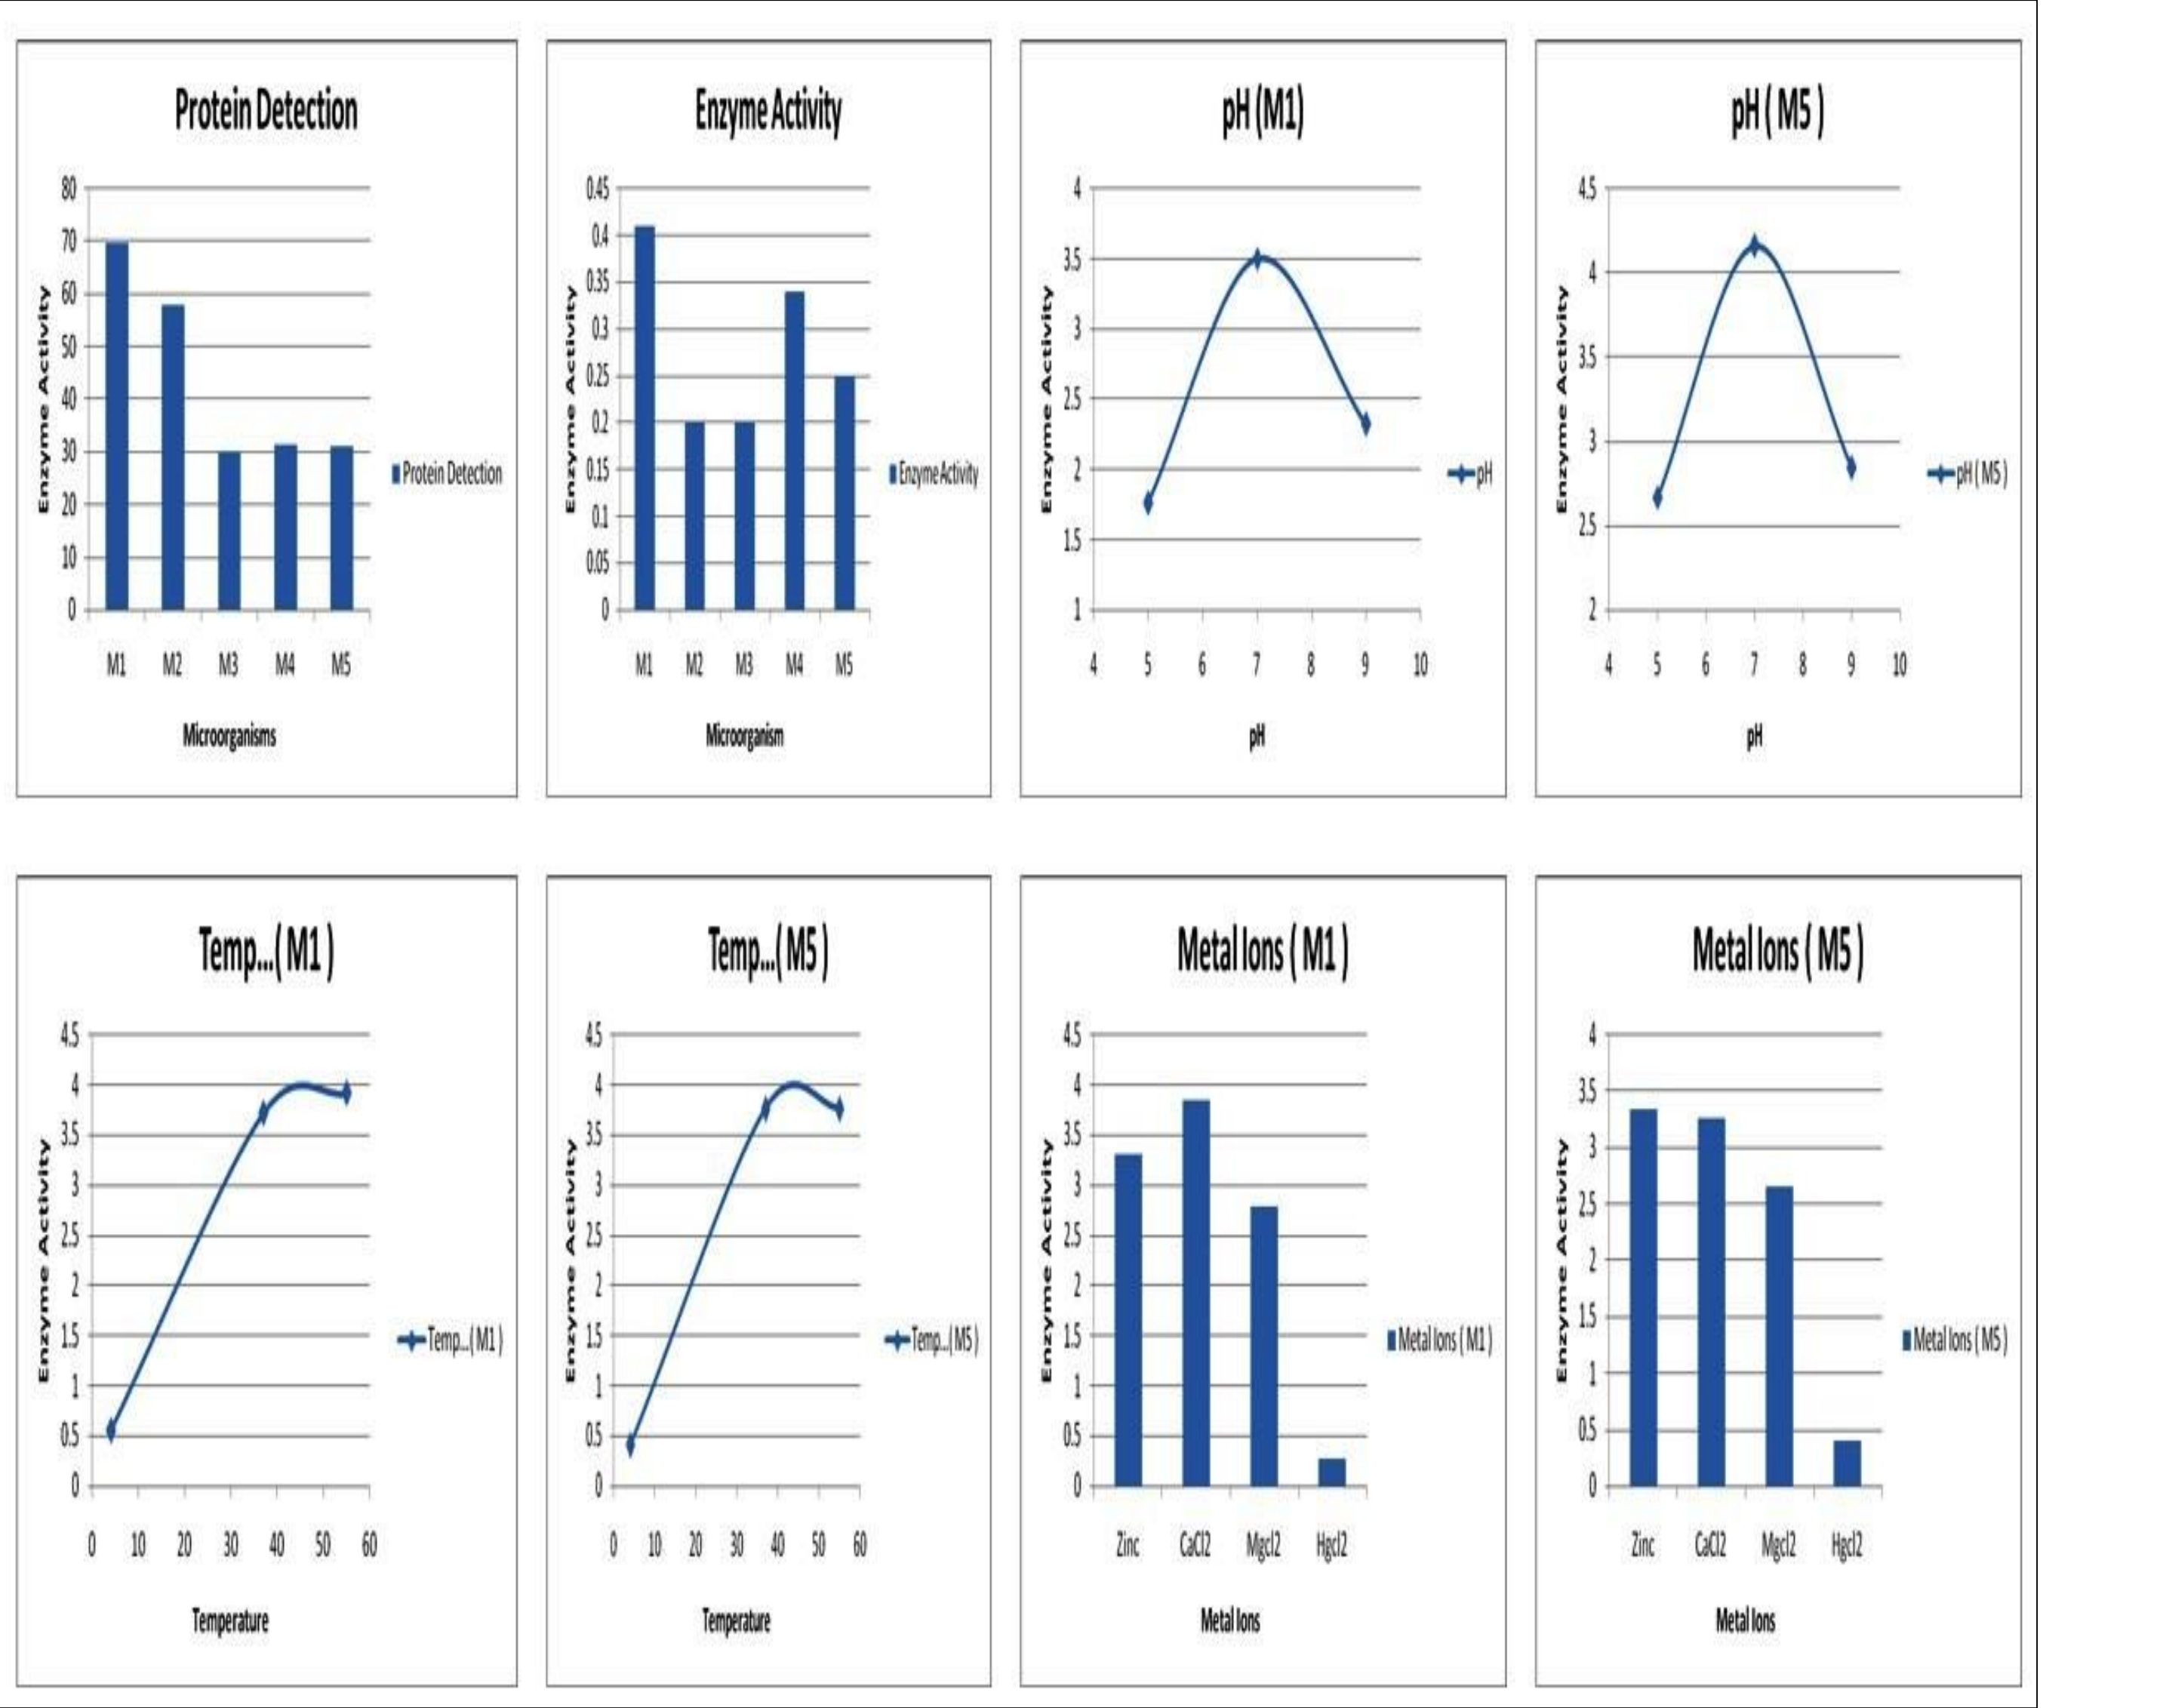 Protein Detection
80
70
60
50
40
30
20
10
0
Enzyme Activity
M1 M2 M3 M4 M5
Microorganisms
Protein Detection
Enzyme Activity
0.45
0.4
0.35
0.3
0.25
0.2
0.15
0.1
0.05
0
Enzyme Activity
M1 M2 M3 M4 M5
Microorganism
Enzyme Activity
pH (M1)
4
3.5
3
2.5
2
1.5
1
Enzyme Activity
4 5 6 7 8 9 10
pH
pH
pH ( M5 )
4.5
4
3.5
3
2.5
2
Enzyme Activity
4 5 6 7 8 9 10
pH
pH ( M5 )
Temp...( M1 )
4.5
4
3.5
3
2.5
2
1.5
1
0.5
0
Enzyme Activity
0 10 20 30 40 50 60
Temperature
Temp...( M1 )
Temp...( M5 )
4.5
4
3.5
3
2.5
2
1.5
1
0.5
0
Enzyme Activity
0 10 20 30 40 50 60
Temperature
Temp...( M5 )
Metal Ions ( M1 )
4.5
4
3.5
3
2.5
2
1.5
1
0.5
0
Enzyme Activity
Zinc CaCl2 Mgcl2 Hgcl2
Metal Ions
Metal Ions ( M1 )
Metal Ions ( M5 )
4
3.5
3
2.5
2
1.5
1
0.5
0
Enzyme Activity
Zinc CaCl2 Mgcl2 Hgcl2
Metal Ions
Metal Ions ( M5 )